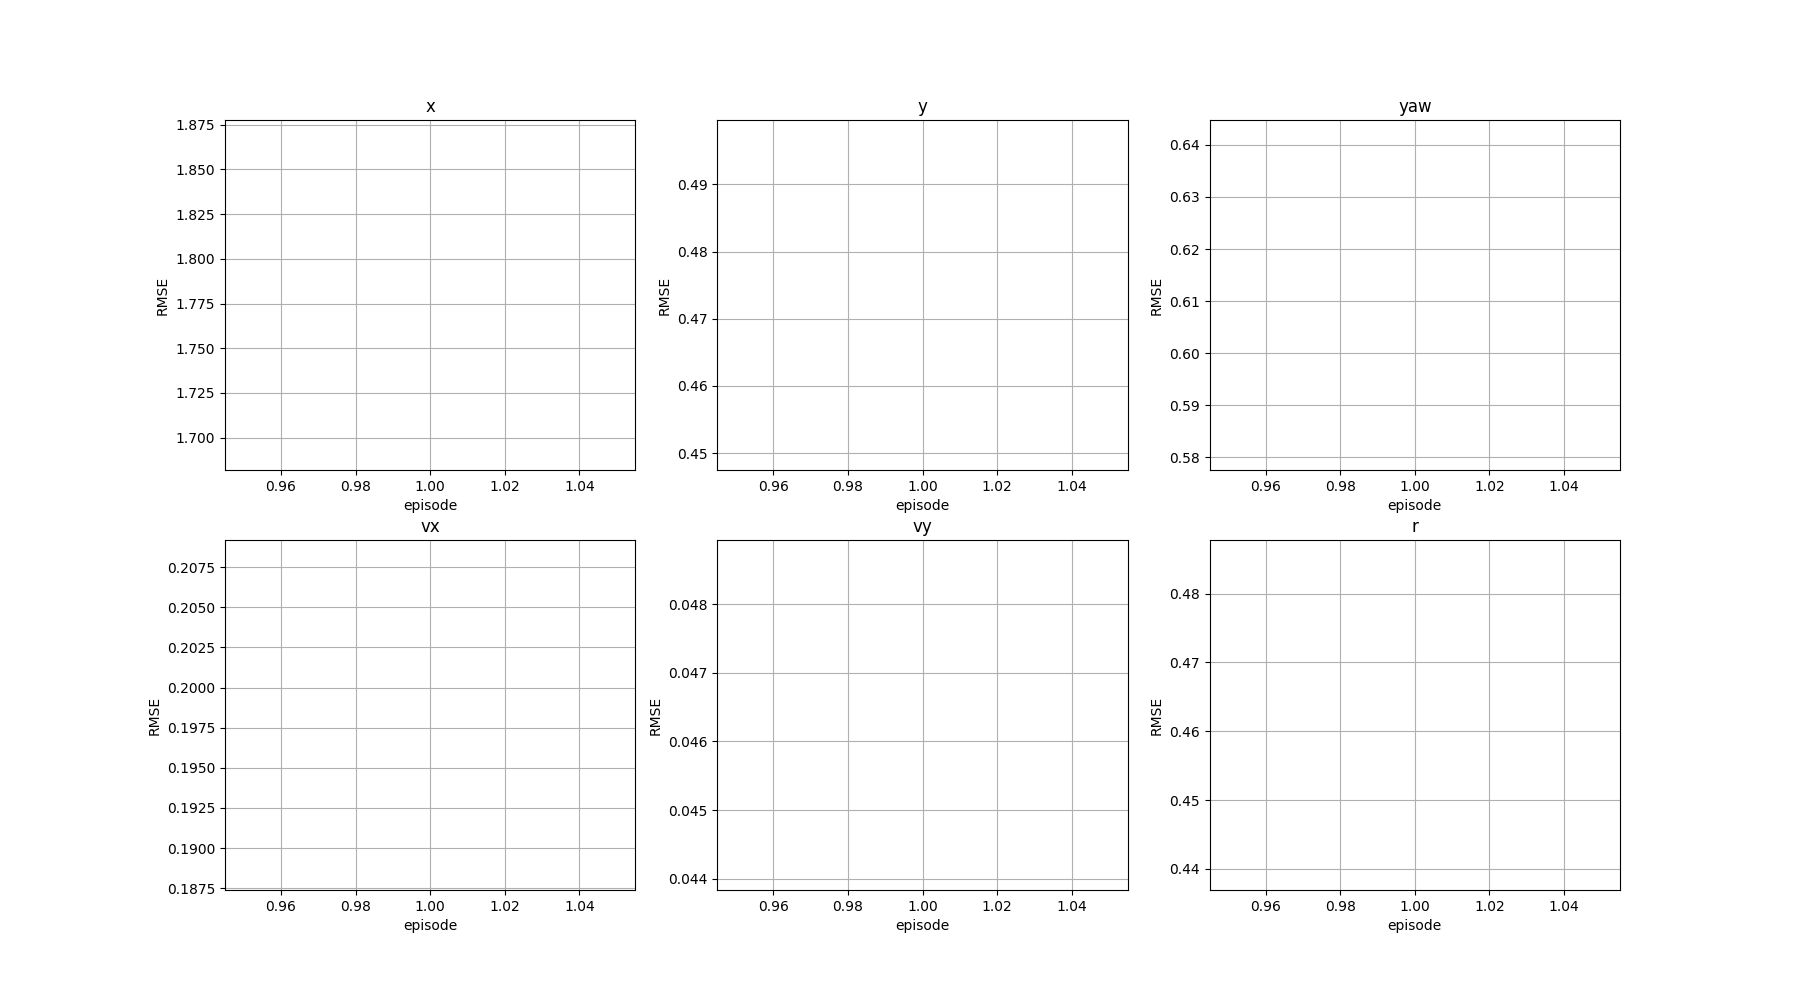 x
1.875
1.850
1.825
1.800
1.775
1.750
1.725
1.700
RMSE
0.96 0.98 1.00 1.02 1.04
episode
y
0.49
0.48
0.47
0.46
0.45
RMSE
0.96 0.98 1.00 1.02 1.04
episode
yaw
0.64
0.63
0.62
0.61
0.60
0.59
0.58
RMSE
0.96 0.98 1.00 1.02 1.04
episode
vx
0.2075
0.2050
0.2025
0.2000
0.1975
0.1950
0.1925
0.1900
0.1875
RMSE
0.96 0.98 1.00 1.02 1.04
episode
vy
0.048
0.047
0.046
0.045
0.044
RMSE
0.96 0.98 1.00 1.02 1.04
episode
r
0.48
0.47
0.46
0.45
0.44
RMSE
0.96 0.98 1.00 1.02 1.04
episode